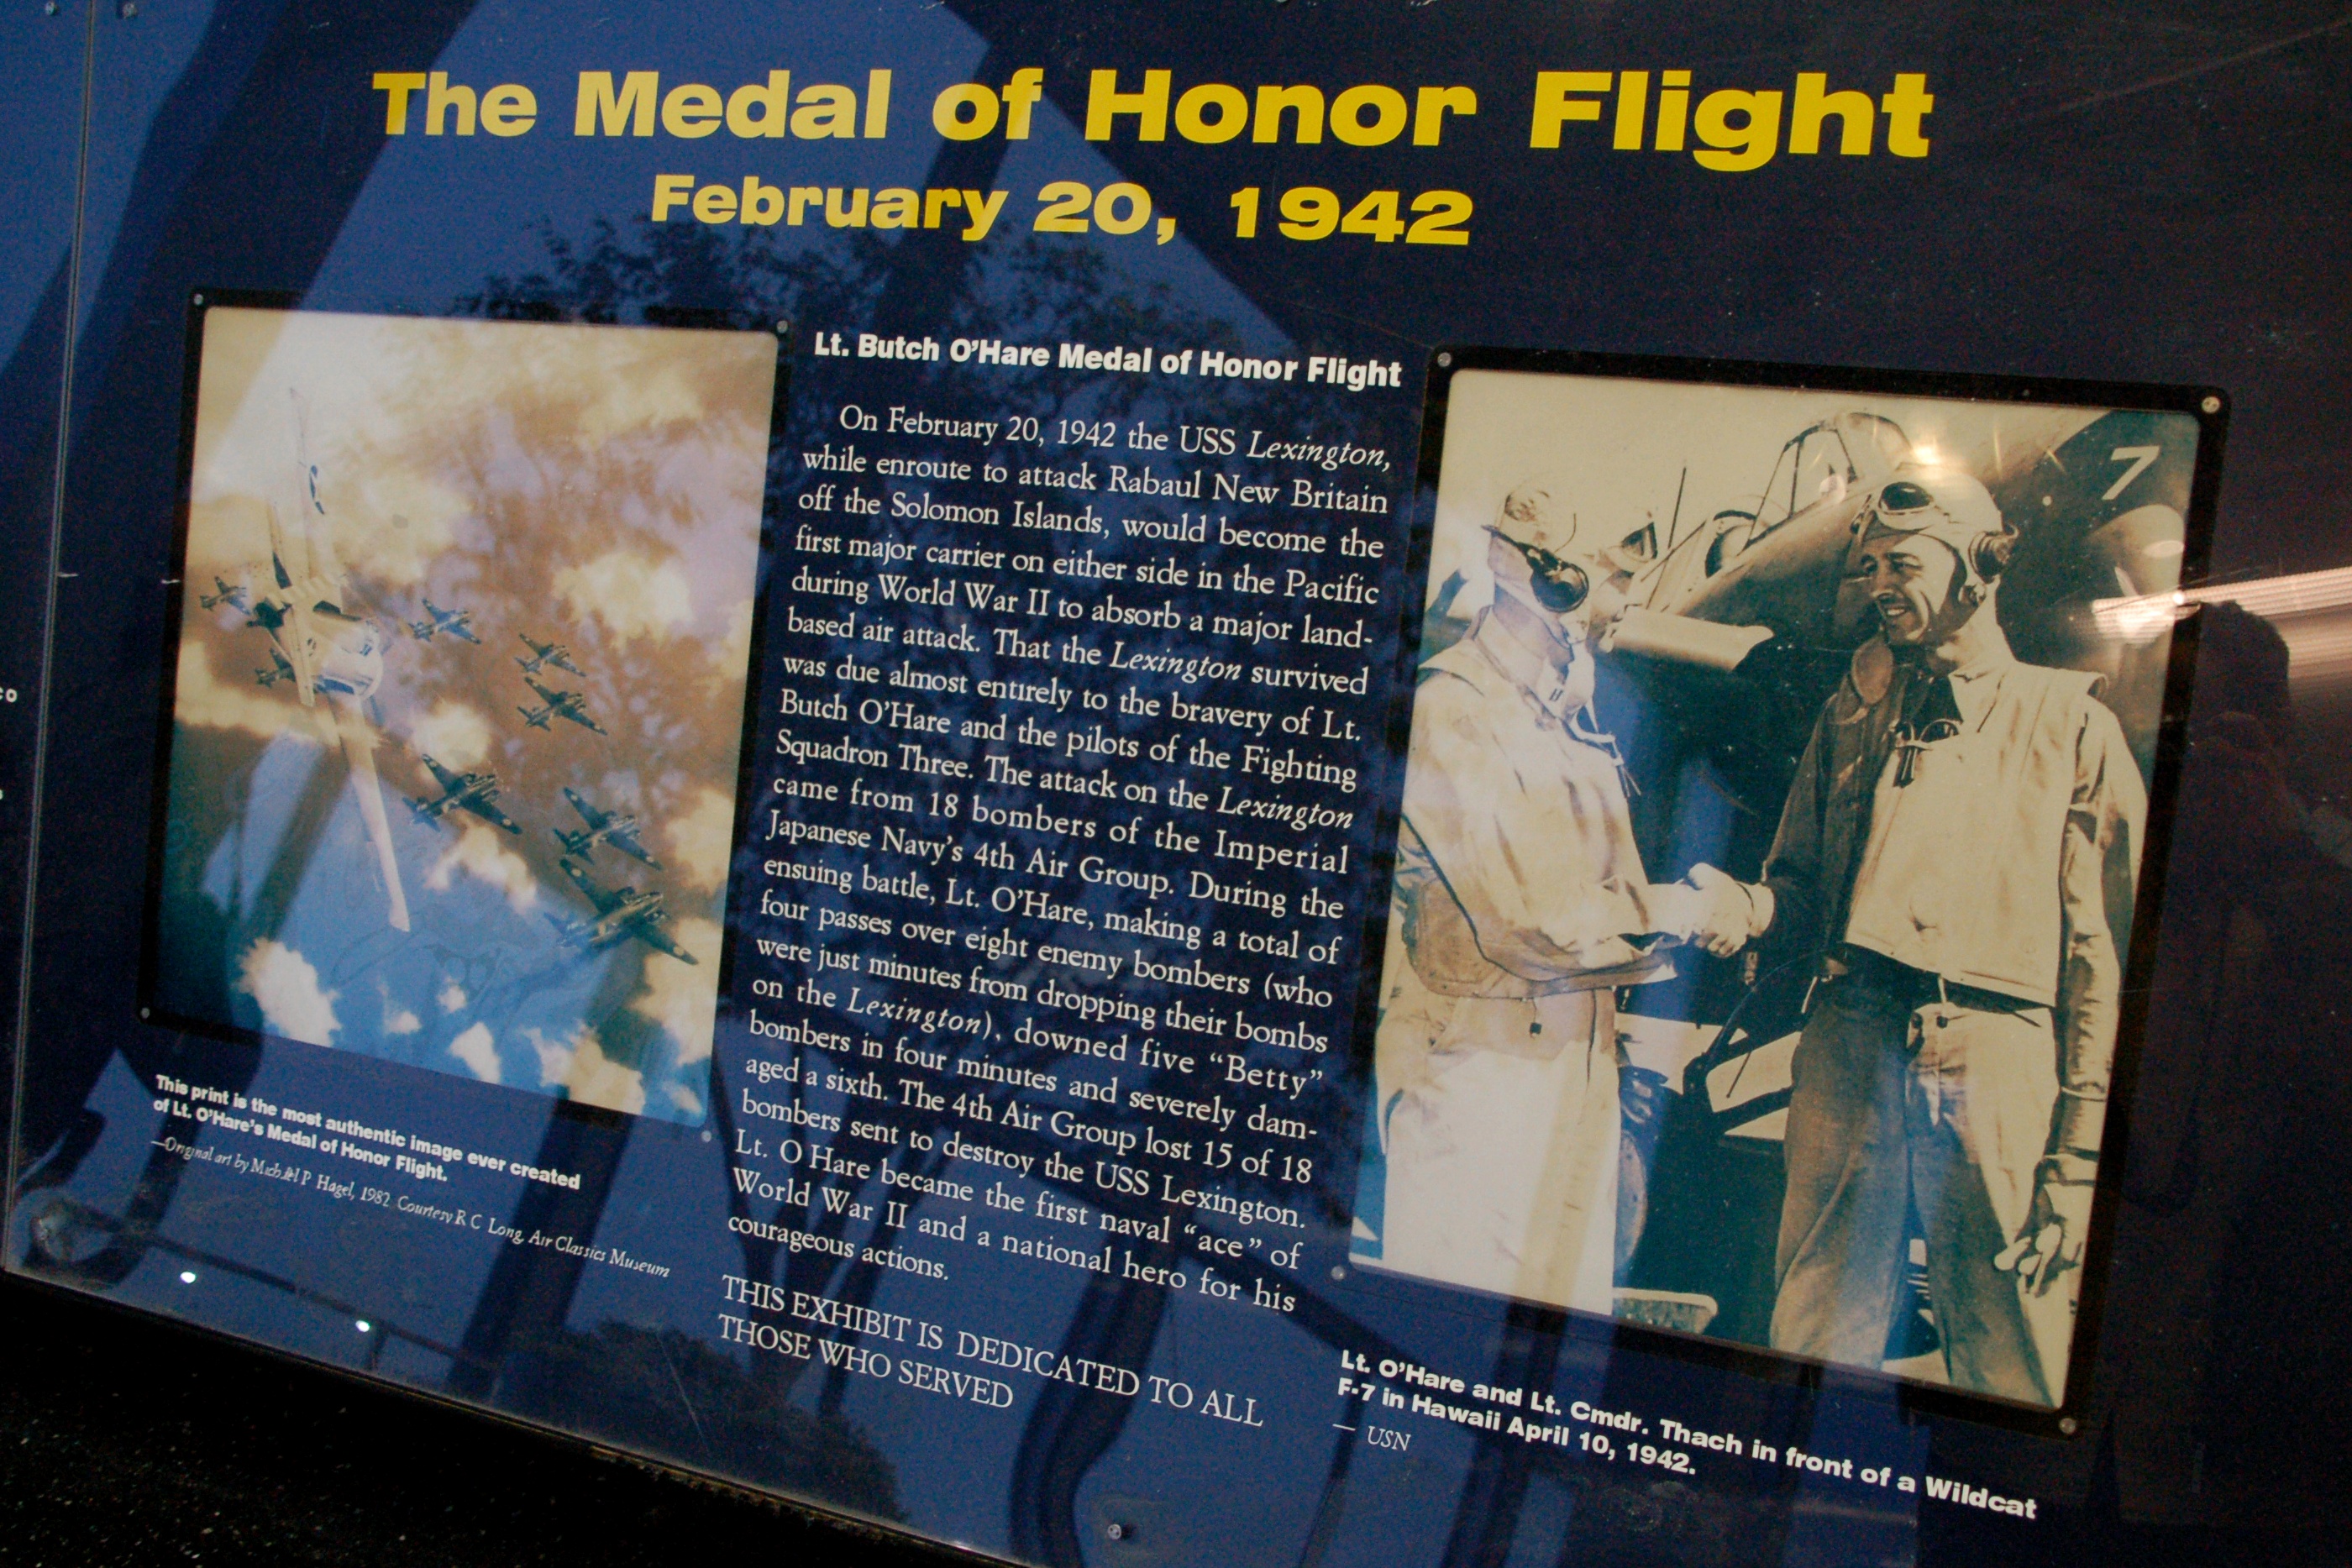 The Medal of Honor Flight
February 20, 1942
Lt. Butch O'Hare Medal of Honor Flight
On February 20, 1942 the USS Lexington,
while enroute to attack Rabaul New Britain
off the Solomon Islands, would become the
first major carrier on either side in the Pacific
during World War II to absorb a major land-
based air attack. That the Lexington survived
was due almost entirely to the bravery of Lt.
Butch O'Hare and the pilots of the Fighting
Squadron Three. The attack on the Lexington
came from 18 bombers of the Imperial
Japanese Navy's 4th Air Group. During the
ensuing battle, Lt. O'Hare, making a total of
four passes over eight enemy bombers (who
were just minutes from dropping their bombs
on the Lexington), downed five "Betty"
bombers in four minutes and severely dam-
aged a sixth. The 4th Air Group lost 15 of 18
bombers sent to destroy the USS Lexington.
Lt. O Hare became the first naval "ace" of
World War II and a national hero for his
courageous actions.
THIS EXHIBIT IS DEDICATED TO ALL
THOSE WHO SERVED
This print is the most authentic image ever created
of Lt. O'Hare's Medal of Honor Flight.
—Original art by Michael P. Hagel, 1982. Courtesy R C Long, Air Classics Museum
7
Lt. O'Hare and Lt. Cmdr. Thach in front of a Wildcat
F-7 in Hawaii April 10, 1942.
— USN